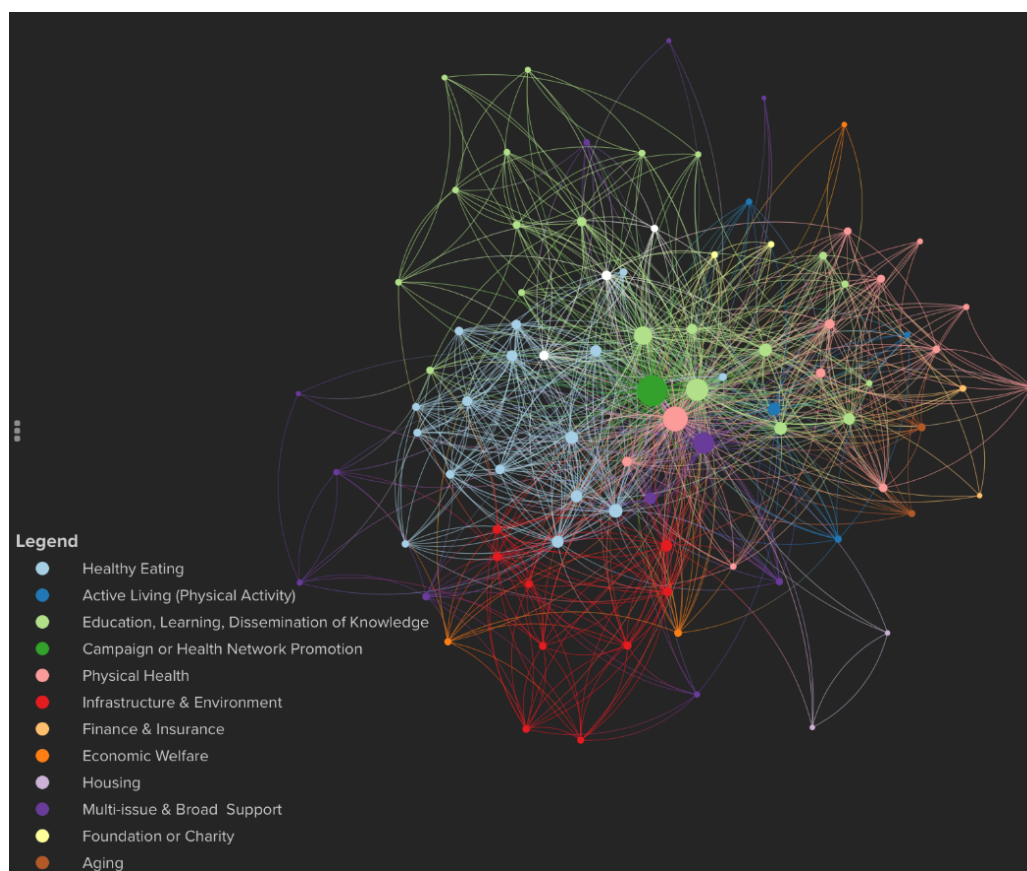 Legend
Healthy Eating
Active Living (Physical Activity)
Education, Learning, Dissemination of Knowledge
Campaign or Health Network Promotion
Physical Health
Infrastructure & Environment
Finance & Insurance
Economic Welfare
Housing
Multi-issue & Broad  Support
Foundation or Charity
Aging